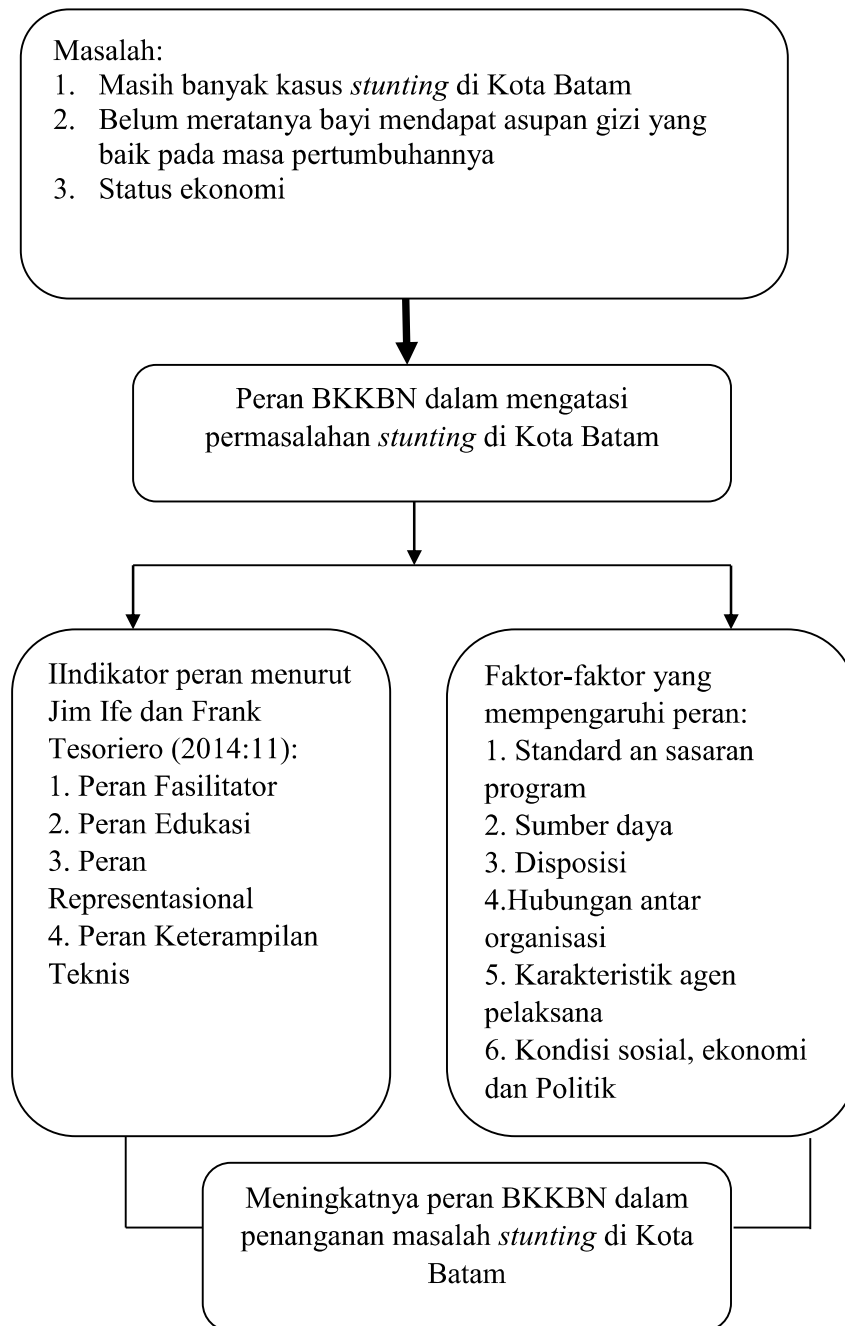 Masalah:
1. Masih banyak kasus stunting di Kota Batam
2. Belum meratanya bayi mendapat asupan gizi yang
baik pada masa pertumbuhannya
3. Status ekonomi
Peran BKKBN dalam mengatasi
permasalahan stunting di Kota Batam
IIndikator peran menurut
Jim Ife dan Frank
Tesoriero (2014:11):
1. Peran Fasilitator
2. Peran Edukasi
3. Peran
Representasional
4. Peran Keterampilan
Teknis
Faktor-faktor yang
mempengaruhi peran:
1. Standard an sasaran
program
2. Sumber daya
3. Disposisi
4.Hubungan antar
organisasi
5. Karakteristik agen
pelaksana
6. Kondisi sosial, ekonomi
dan Politik
Meningkatnya peran BKKBN dalam
penanganan masalah stunting di Kota
Batam